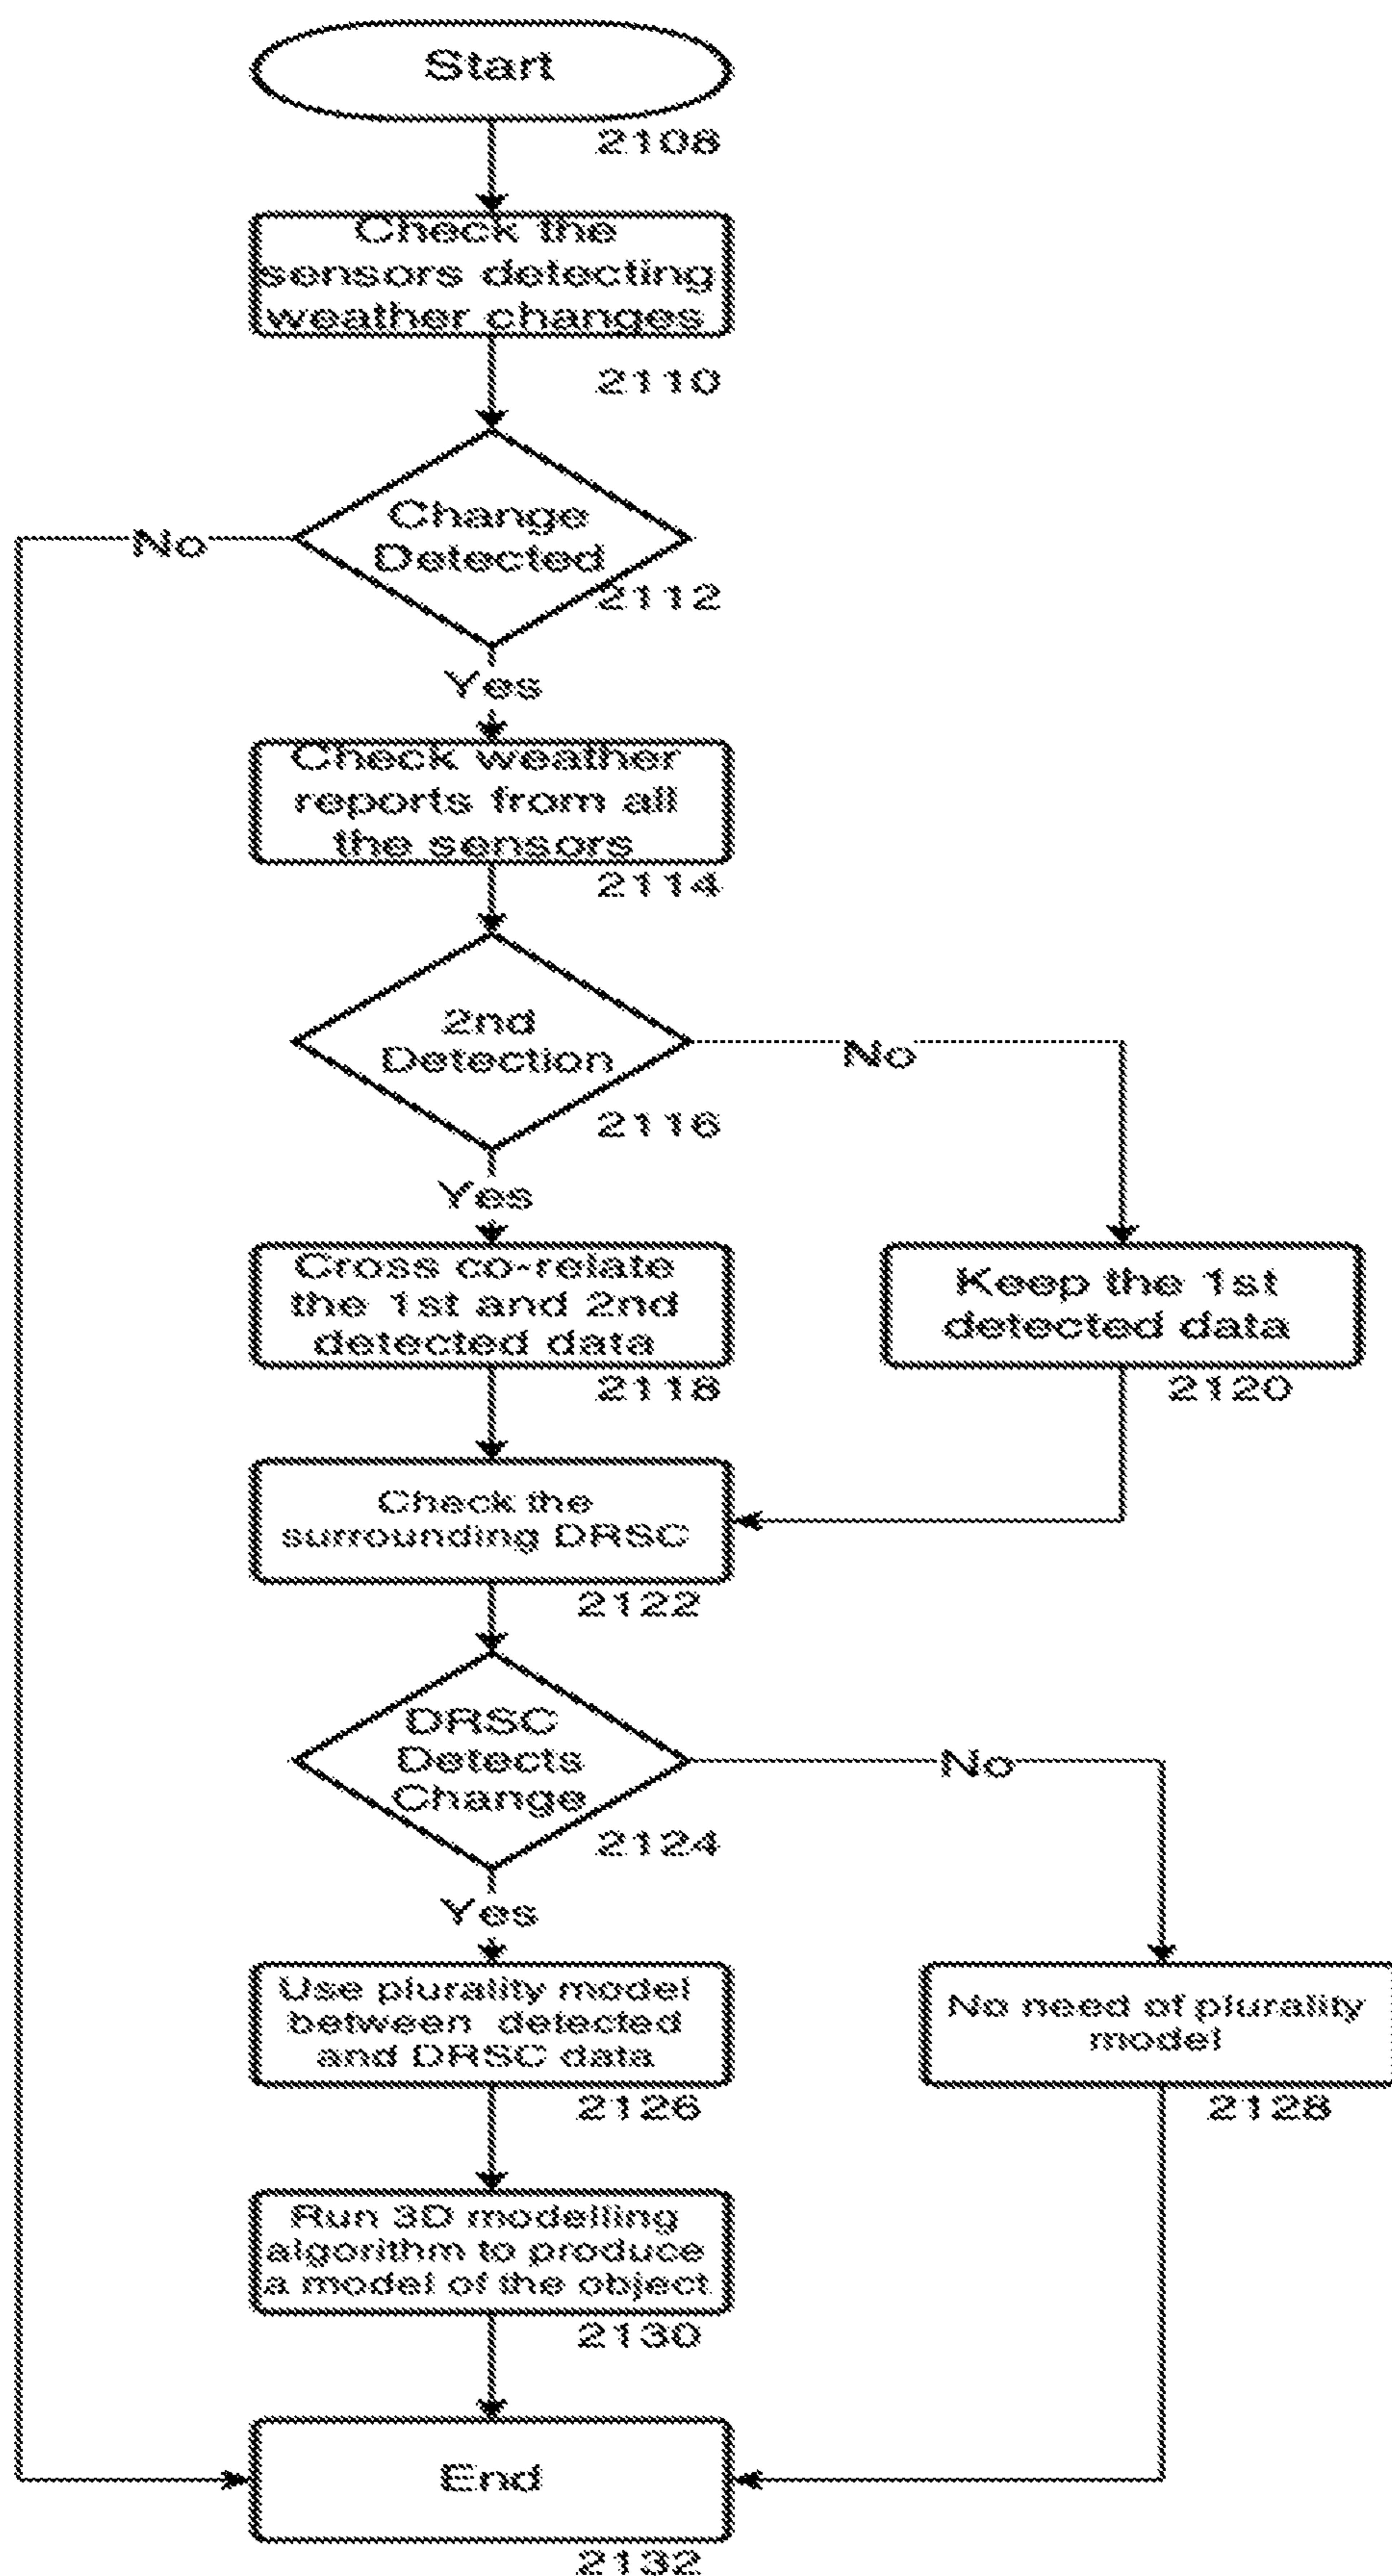 Start
2108
Check the
sensors detecting
weather changes
2110
Change
Detected
2112
No
Yes
Check weather
reports from all
the sensors
2114
2nd
Detection
No
2116
Yes
Cross co-relate
the 1st and 2nd
detected data
2118
Keep the 1st
detected data
2120
Check the
surrounding DRSC
2122
DRSC
Detects
Change
No
2124
Yes
Use plurality model
between detected
and DRSC data
2126
No need of plurality
model
2128
Run 3D modelling
algorithm to produce
a model of the object
2130
End
2132